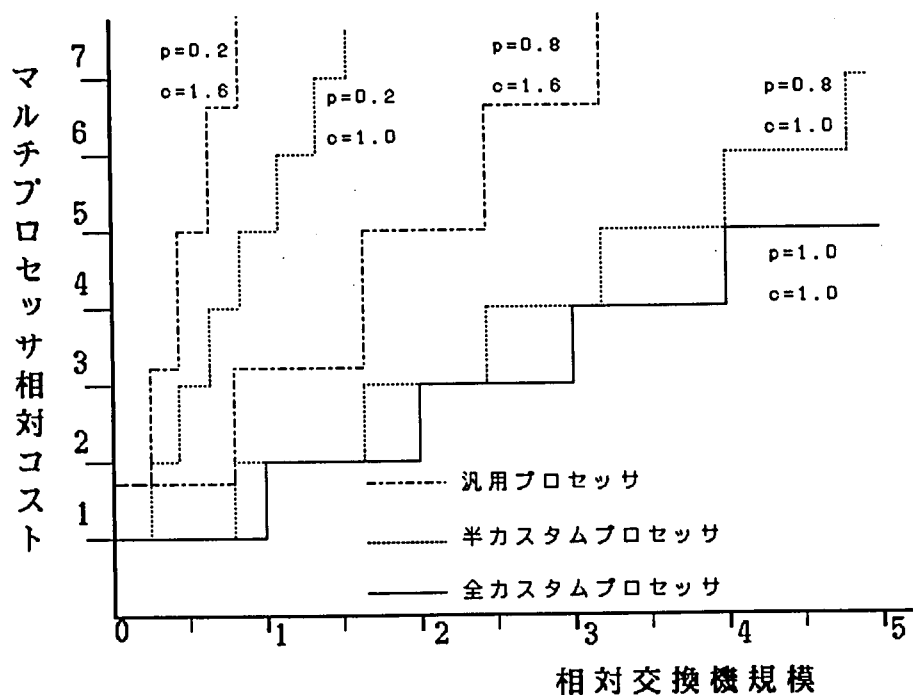 マルチプロセッサ相対コスト
7
6
5
4
3
2
1
p=0.2
c=1.6
p=0.2
c=1.0
p=0.8
c=1.6
p=0.8
c=1.0
p=1.0
c=1.0
汎用プロセッサ
半カスタムプロセッサ
全カスタムプロセッサ
0 1 2 3 4 5
相対交換機規模